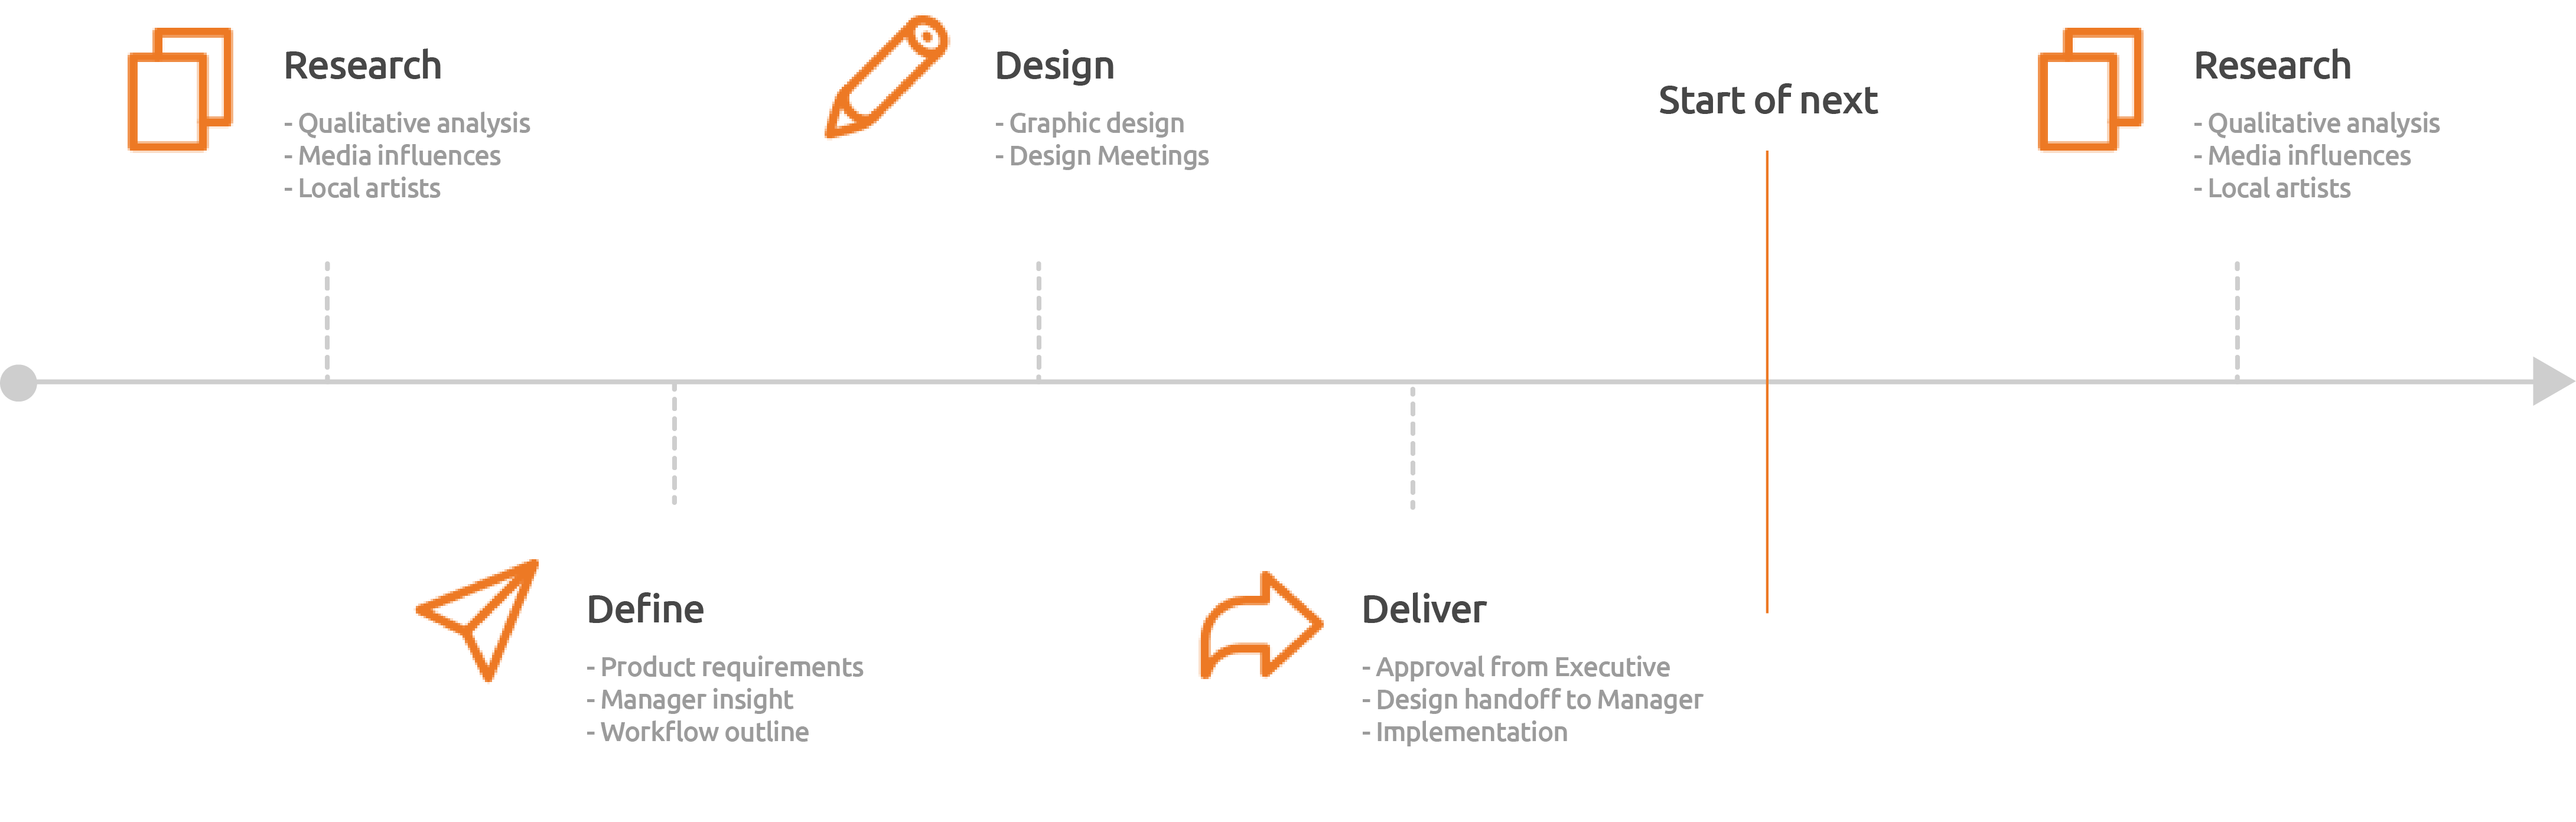 Research
- Qualitative analysis
- Media influences
- Local artists
Define
- Product requirements
- Manager insight
- Workflow outline
Design
- Graphic design
- Design Meetings
Deliver
- Approval from Executive
- Design handoff to Manager
- Implementation
Start of next
Research
- Qualitative analysis
- Media influences
- Local artists